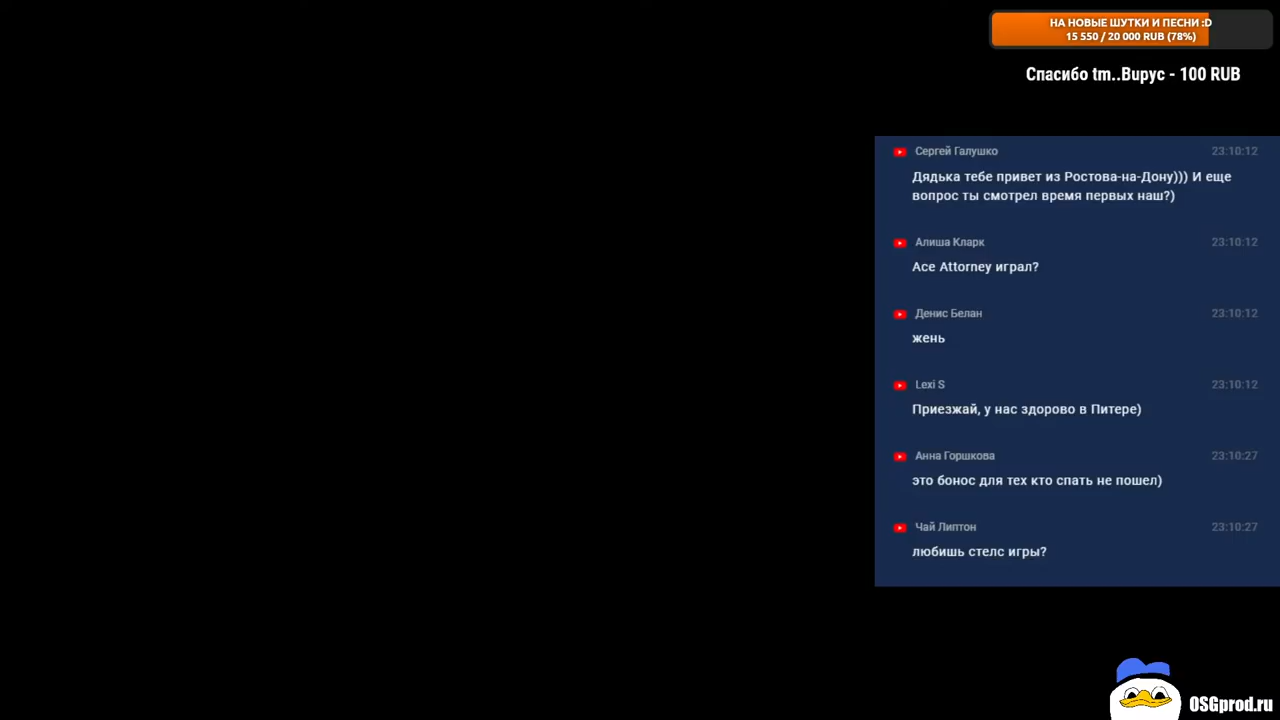 НА НОВЫЕ ШУТКИ И ПЕСНИ :D
15 550 / 20 000 RUB (78%)
Спасибо tm..Вирус - 100 RUB
Сергей Галушко 23:10:12
Дядька тебе привет из Ростова-на-Дону))) И еще
вопрос ты смотрел время первых наш?)
Алиша Кларк 23:10:12
Ace Attorney играл?
Денис Белан 23:10:12
жень
Lexi S 23:10:12
Приезжай, у нас здорово в Питере)
Анна Горшкова 23:10:27
это бонос для тех кто спать не пошел)
Чай Липтон 23:10:27
любишь стелс игры?
OSGprod.ru